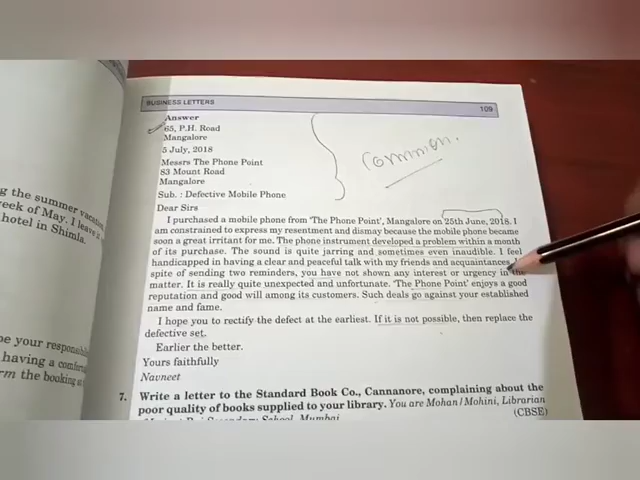 BUSINESS LETTERS 109
Answer
65, P.H. Road
Mangalore
5 July, 2018
Messrs The Phone Point
83 Mount Road
Mangalore
Sub. : Defective Mobile Phone
Dear Sirs
Common.
I purchased a mobile phone from 'The Phone Point', Mangalore on 25th June, 2018. I
am constrained to express my resentment and dismay because the mobile phone became
soon a great irritant for me. The phone instrument developed a problem within a month
of its purchase. The sound is quite jarring and sometimes even inaudible. I feel
handicapped in having a clear and peaceful talk with my friends and acquaintances.
spite of sending two reminders, you have not shown any interest or urgency in the
matter. It is really quite unexpected and unfortunate. 'The Phone Point' enjoys a good
reputation and good will among its customers. Such deals go against your established
name and fame.
I hope you to rectify the defect at the earliest. If it is not possible, then replace the
defective set.
Earlier the better.
Yours faithfully
Navneet
7. Write a letter to the Standard Book Co., Cannanore, complaining about the
poor quality of books supplied to your library. You are Mohan/Mohini, Librarian
(CBSE)
School, Mumbai
ng the summer vacation
week of May. I leave it
hotel in Shimla.
be your responsib
having a comfor
rm the booking